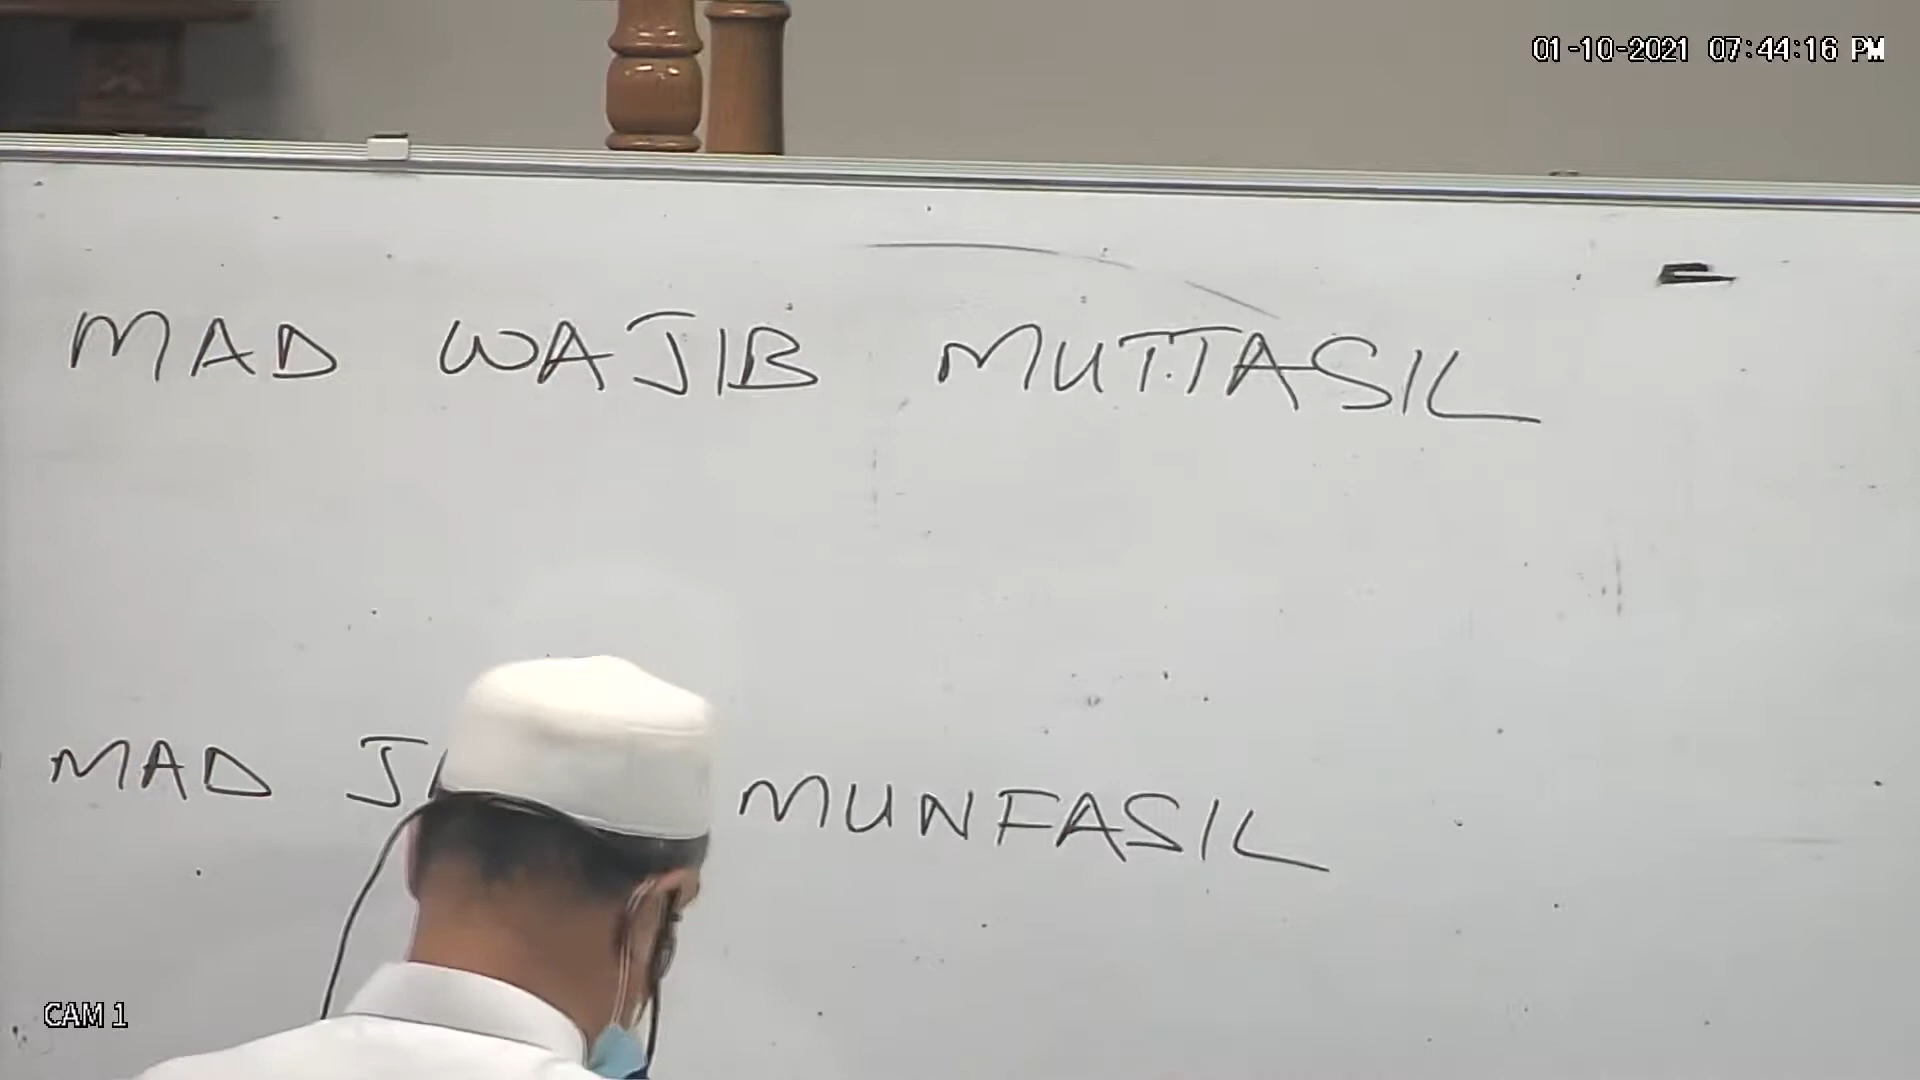 01-10-2021 07:44:16 PM
MAD WAJIB MUTTASIL
MAD MUNFASIL
CAM 1